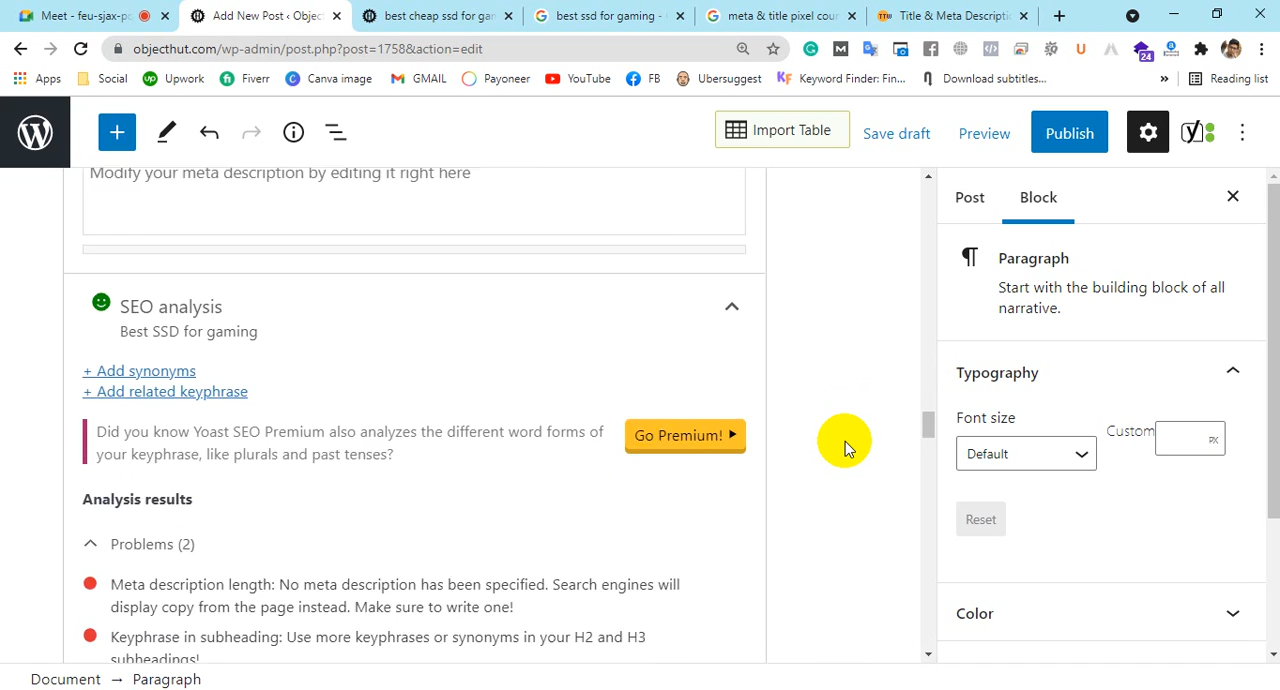 Meet - feu-sjax-
Add New Post ‹ Object
best cheap ssd for gam
best ssd for gaming -
meta & title pixel coun
Title & Meta Descriptio
objecthut.com/wp-admin/post.php?post=1758&action=edit
24
Apps
Social
Upwork
Fiverr
Canva image
GMAIL
Payoneer
YouTube
FB
Ubersuggest
Keyword Finder: Fin...
Download subtitles...
»
Reading list
Import Table
Save draft
Preview
Publish
Modify your meta description by editing it right here
SEO analysis
Best SSD for gaming
+ Add synonyms
+ Add related keyphrase
Did you know Yoast SEO Premium also analyzes the different word forms of
your keyphrase, like plurals and past tenses?
Go Premium!
Analysis results
Problems (2)
Meta description length: No meta description has been specified. Search engines will
display copy from the page instead. Make sure to write one!
Keyphrase in subheading: Use more keyphrases or synonyms in your H2 and H3
subheadings!
Post
Block
Paragraph
Start with the building block of all
narrative.
Typography
Font size
Custom
Default
PX
Reset
Color
Document → Paragraph